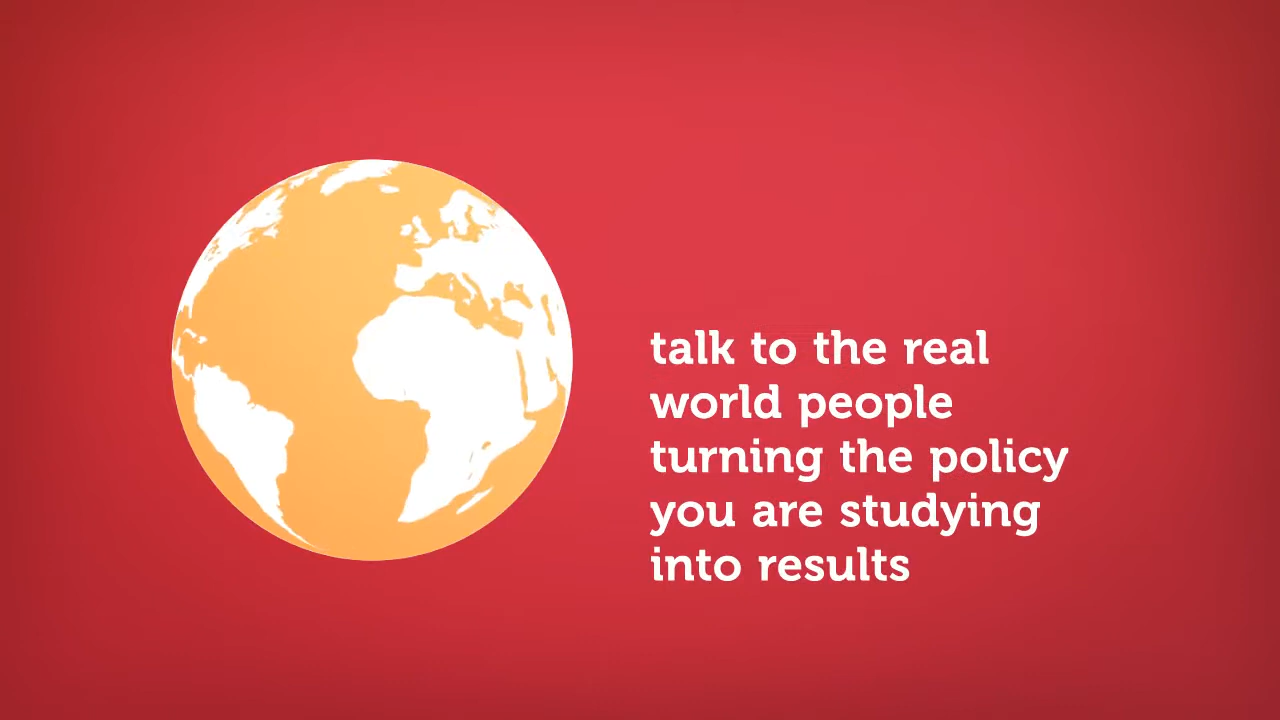 talk to the real
world people
turning the policy
you are studying
into results